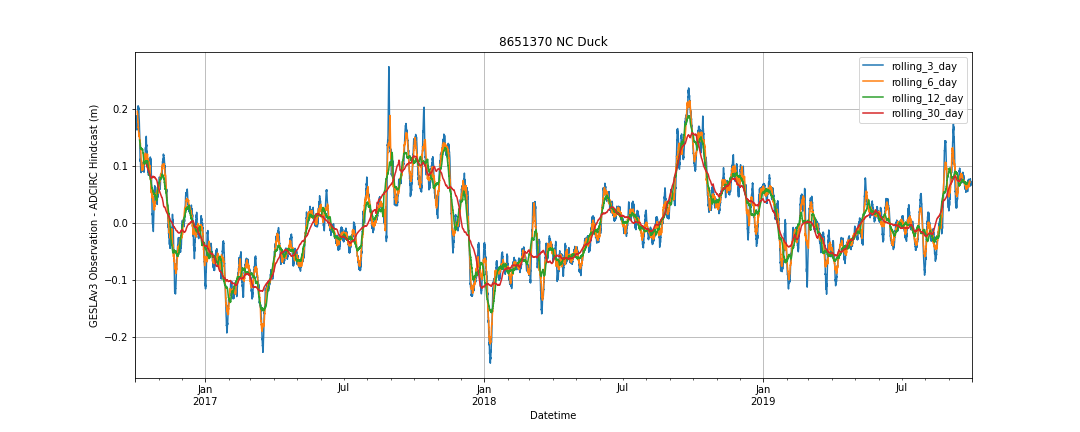 8651370 NC Duck
rolling_3_day
rolling_6_day
rolling_12_day
rolling_30_day
GESLAv3 Observation - ADCIRC Hindcast (m)
0.2
0.1
0.0
−0.1
−0.2
Jan
2017
Jul
Jan
2018
Jul
Jan
2019
Jul
Datetime